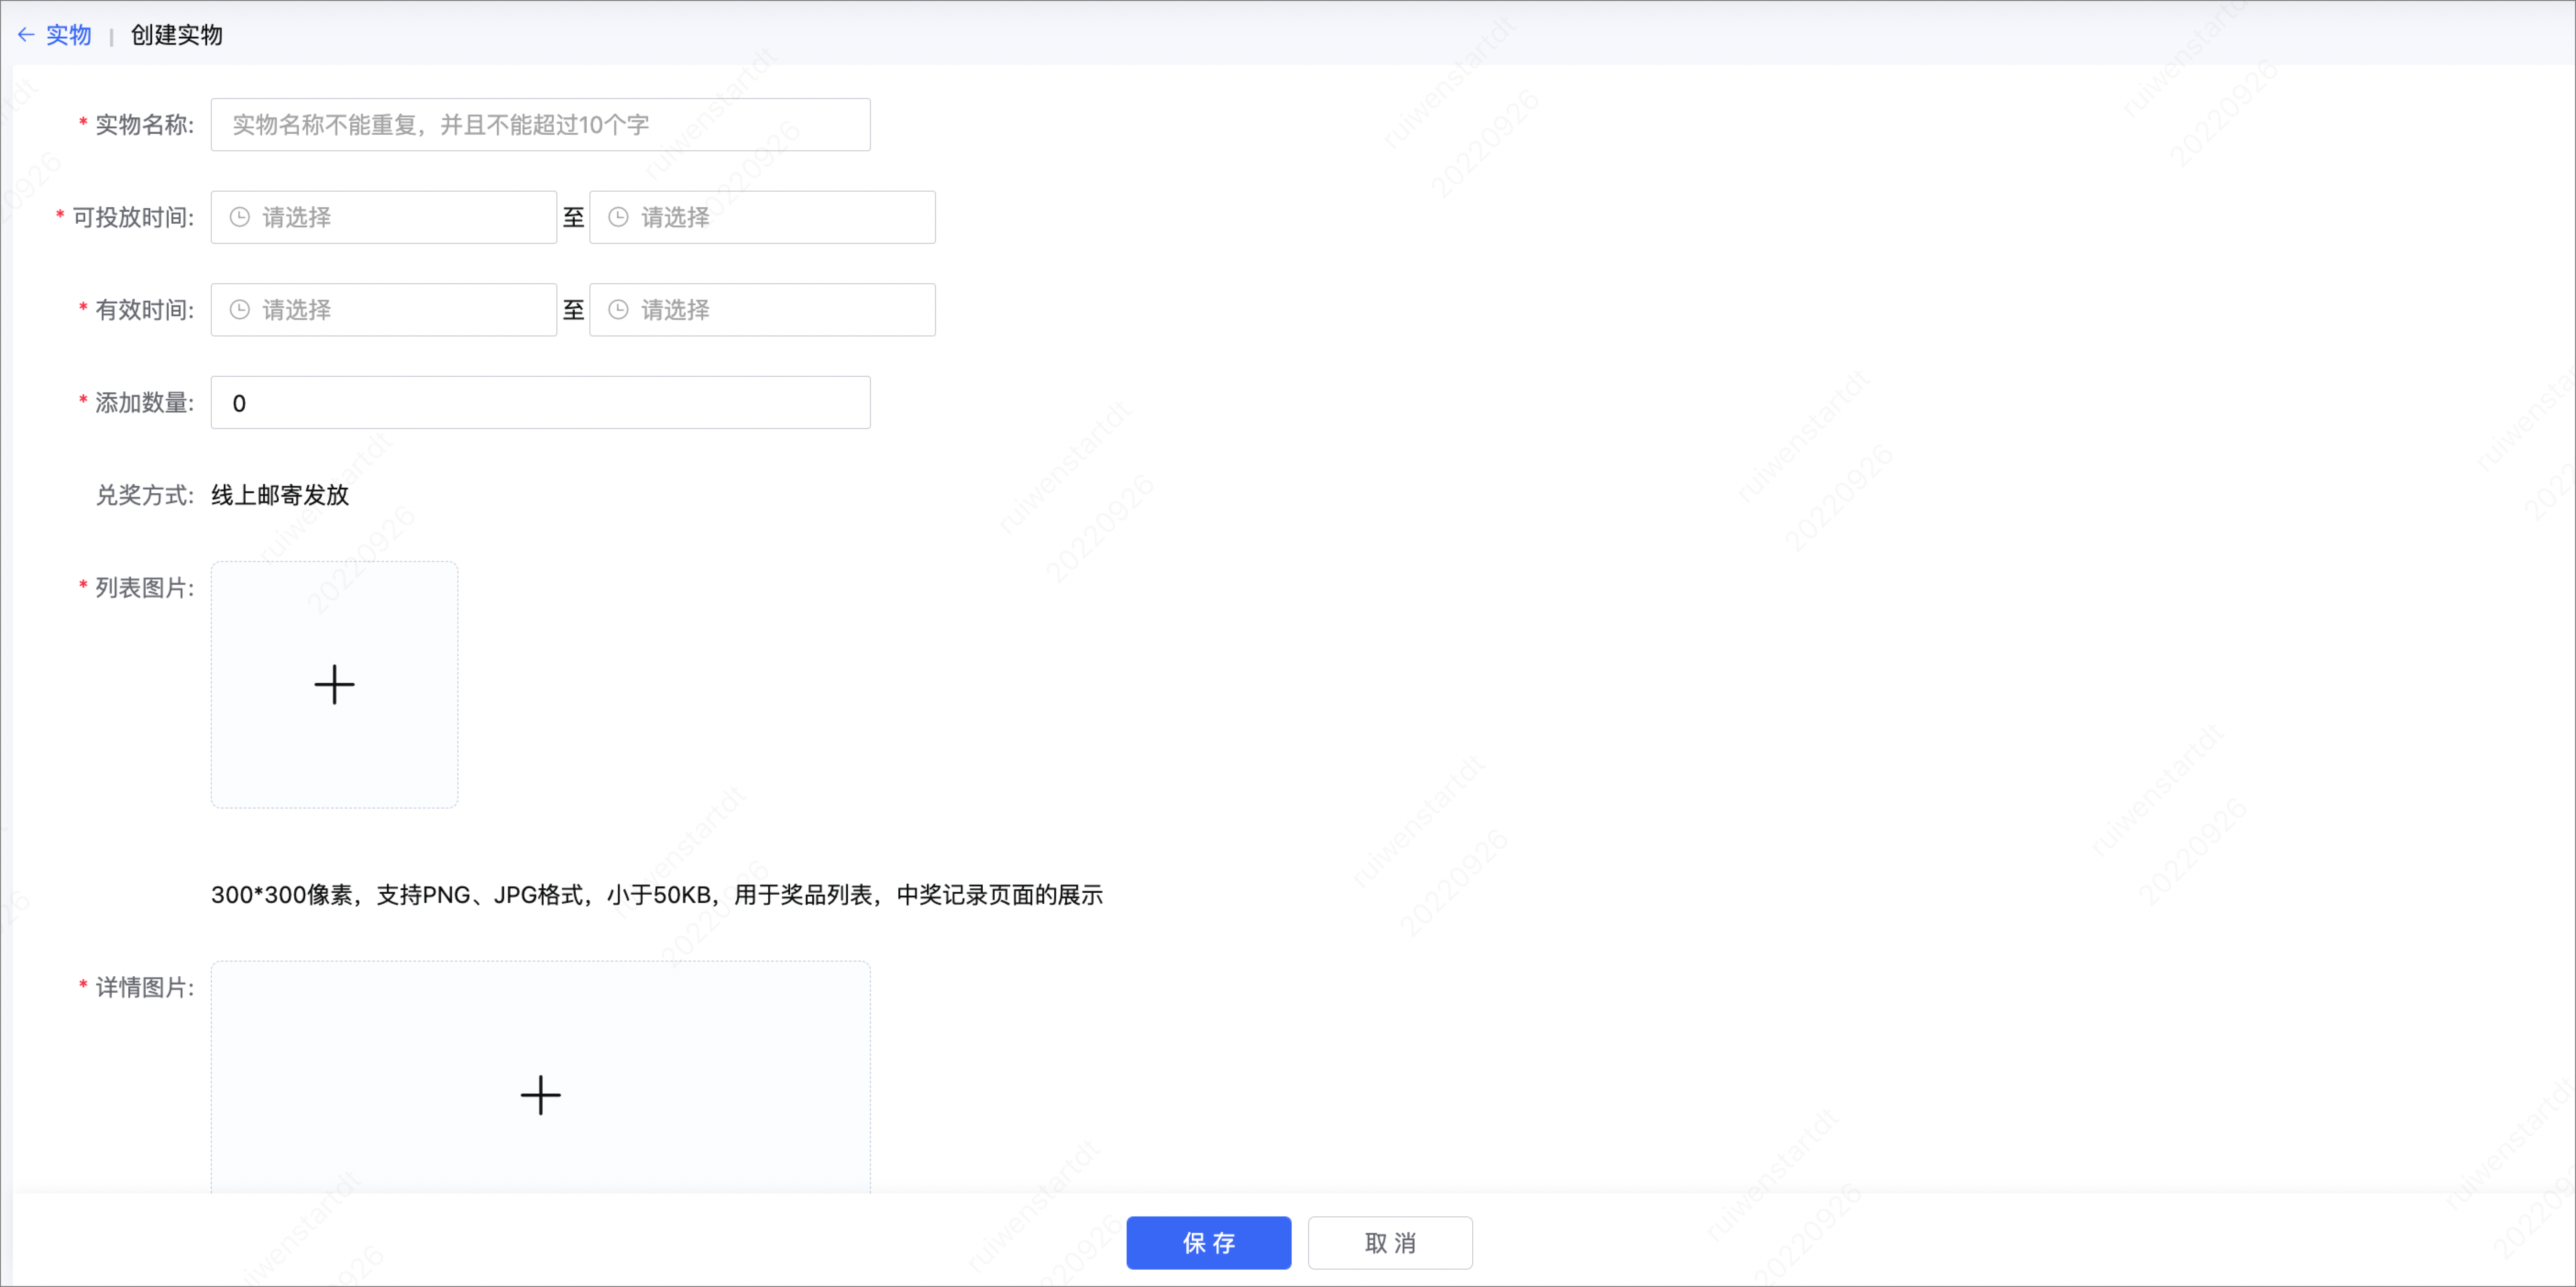 ← 实物 | 创建实物
* 实物名称: 实物名称不能重复，并且不能超过10个字
* 可投放时间: 请选择 至 请选择
* 有效时间: 请选择 至 请选择
* 添加数量: 0
兑奖方式: 线上邮寄发放
* 列表图片:
300*300像素，支持PNG、JPG格式，小于50KB，用于奖品列表，中奖记录页面的展示
* 详情图片:
保存 取消
ruiwenstartdt
20220926